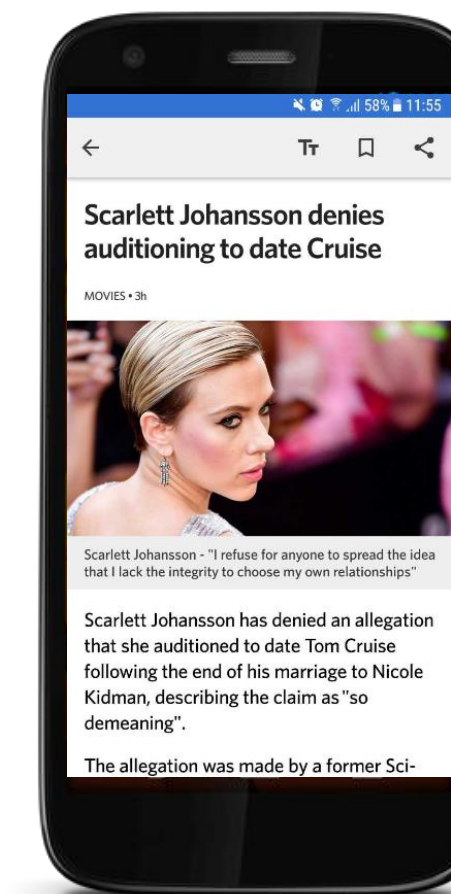 58% 11:55
Tт
Scarlett Johansson denies
auditioning to date Cruise
MOVIES • 3h
Scarlett Johansson - "I refuse for anyone to spread the idea
that I lack the integrity to choose my own relationships"
Scarlett Johansson has denied an allegation
that she auditioned to date Tom Cruise
following the end of his marriage to Nicole
Kidman, describing the claim as "so
demeaning".
The allegation was made by a former Sci-